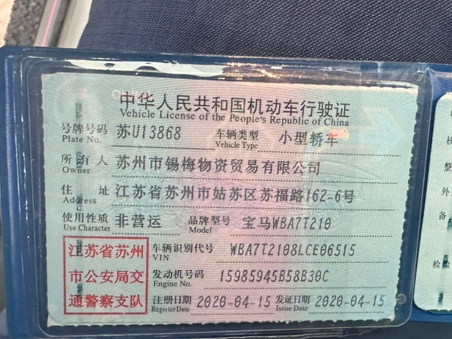 中华人民共和国机动车行驶证
Vehicle License of the People's Republic of China
号牌号码 苏U13868 车辆类型 小型轿车
Plate No. Vehicle Type
所有人 苏州市锡梅物资贸易有限公司
Owner
住址 江苏省苏州市姑苏区苏福路162-6号
Address
使用性质 非营运 品牌型号 宝马WBA7T210
Use Character Model
江苏省苏州 车辆识别代号 WBA7T2108LCE06515
VIN
市公安局交 发动机号码 15985945B58B30C
Engine No.
通警察支队 注册日期 2020-04-15 发证日期 2020-04-15
Register Date Issue Date